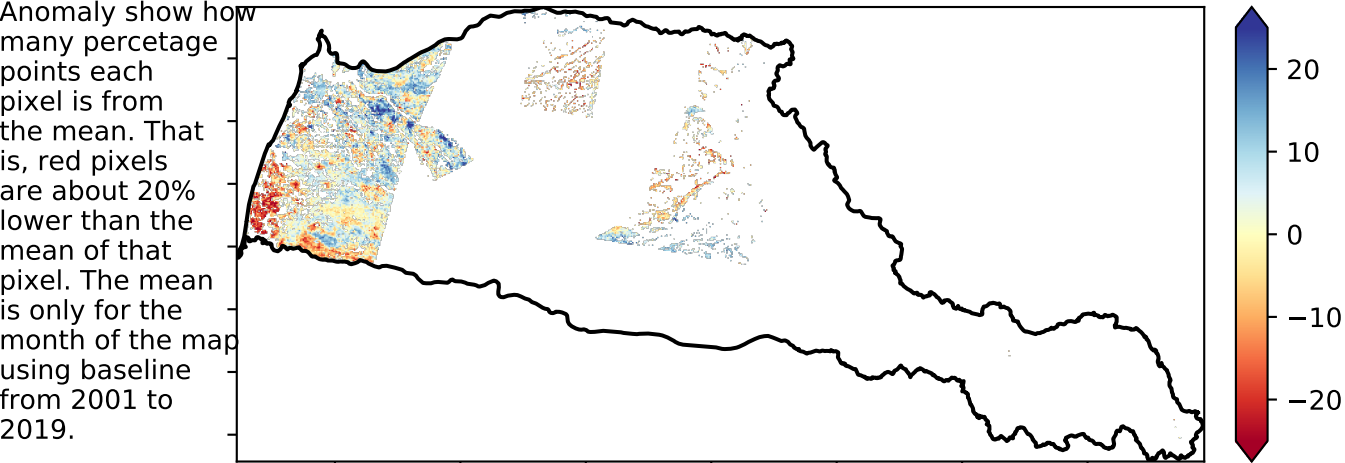 Anomaly show how
many percetage
points each
pixel is from
the mean. That
is, red pixels
are about 20%
lower than the
mean of that
pixel. The mean
is only for the
month of the map
using baseline
from 2001 to
2019.
20
10
0
−10
−20